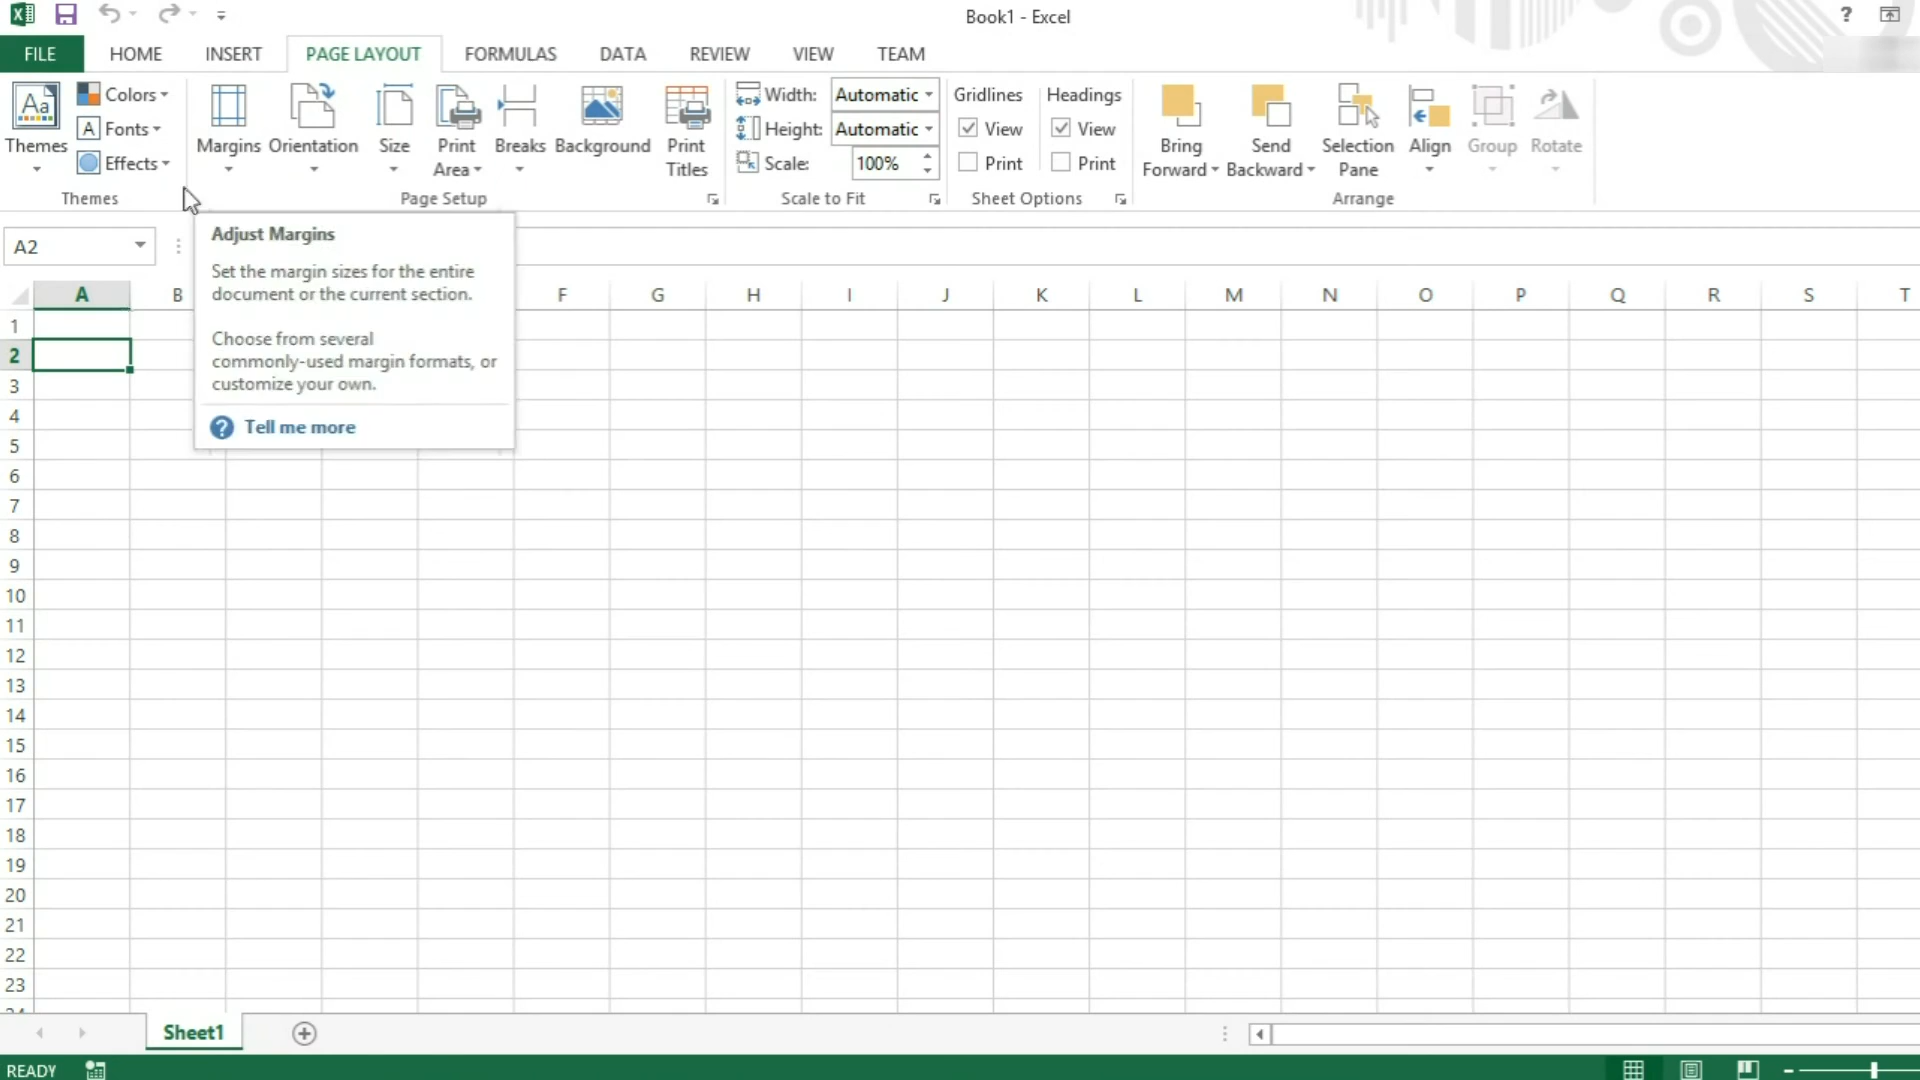 Book1 - Excel
?
FILE HOME INSERT PAGE LAYOUT FORMULAS DATA REVIEW VIEW TEAM
Aa Colors Margins Orientation Size Print Area Breaks Background Print Titles Width: Automatic Gridlines Headings Bring Forward Send Backward Selection Pane Align Group Rotate
Themes A Fonts Height: Automatic View View
Effects Scale: 100% Print Print
Themes Page Setup Scale to Fit Sheet Options Arrange
A2
Adjust Margins
Set the margin sizes for the entire
document or the current section.
Choose from several
commonly-used margin formats, or
customize your own.
? Tell me more
A B F G H I J K L M N O P Q R S T
1
2
3
4
5
6
7
8
9
10
11
12
13
14
15
16
17
18
19
20
21
22
23
Sheet1
READY